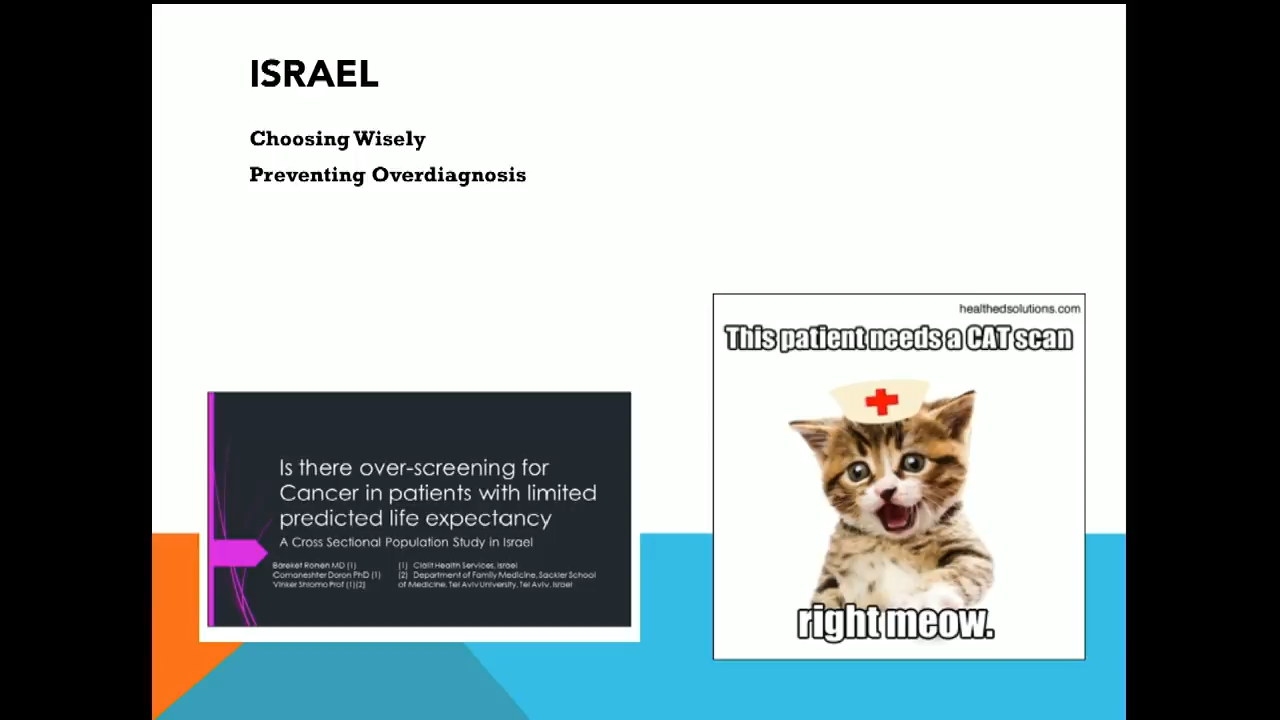 ISRAEL
Choosing Wisely
Preventing Overdiagnosis
healthedsolutions.com
This patient needs a CAT scan
right meow.
Is there over-screening for
Cancer in patients with limited
predicted life expectancy
A Cross Sectional Population Study in Israel
Bareket Ronen MD (1)
Comaneshter Doron PhD (1)
Vinker Shlomo Prof (1)(2)
(1) Clalit Health Services, Israel
(2) Department of Family Medicine, Sackler School
of Medicine, Tel Aviv University, Tel Aviv, Israel